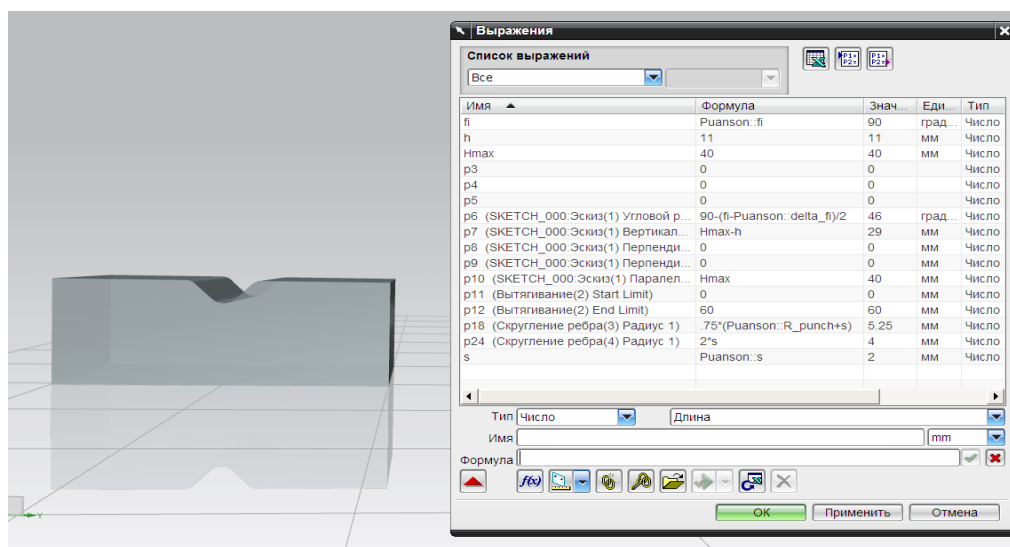 Выражения
Список выражений
Все
P1= P2= P1= P2=
Имя Формула Знач... Еди... Тип
fi Puanson::fi 90 град... Число
h 11 11 мм Число
Hmax 40 40 мм Число
p3 0 0 Число
p4 0 0 Число
p5 0 0 Число
p6 (SKETCH_000:Эскиз(1) Угловой р... 90-(fi-Puanson::delta_fi)/2 46 град... Число
p7 (SKETCH_000:Эскиз(1) Вертикал... Hmax-h 29 мм Число
p8 (SKETCH_000:Эскиз(1) Перпенди... 0 0 мм Число
p9 (SKETCH_000:Эскиз(1) Перпенди... 0 0 мм Число
p10 (SKETCH_000:Эскиз(1) Паралел... Hmax 40 мм Число
p11 (Вытягивание(2) Start Limit) 0 0 мм Число
p12 (Вытягивание(2) End Limit) 60 60 мм Число
p18 (Скругление ребра(3) Радиус 1) .75*(Puanson::R_punch+s) 5.25 мм Число
p24 (Скругление ребра(4) Радиус 1) 2*s 4 мм Число
s Puanson::s 2 мм Число
Тип Число Длина
Имя mm
Формула
f(x)
OK Применить Отмена
Y